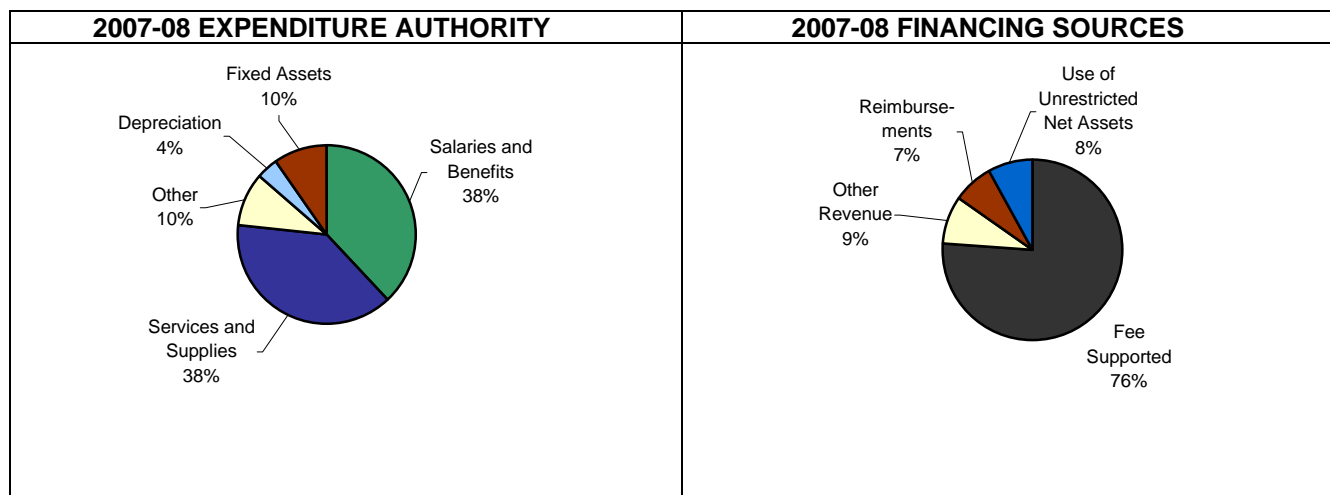 2007-08 EXPENDITURE AUTHORITY
Fixed Assets
10%
Depreciation
4%
Other
10%
Salaries and
Benefits
38%
Services and
Supplies
38%
2007-08 FINANCING SOURCES
Use of
Unrestricted
Net Assets
8%
Reimburse-
ments
7%
Other
Revenue
9%
Fee
Supported
76%